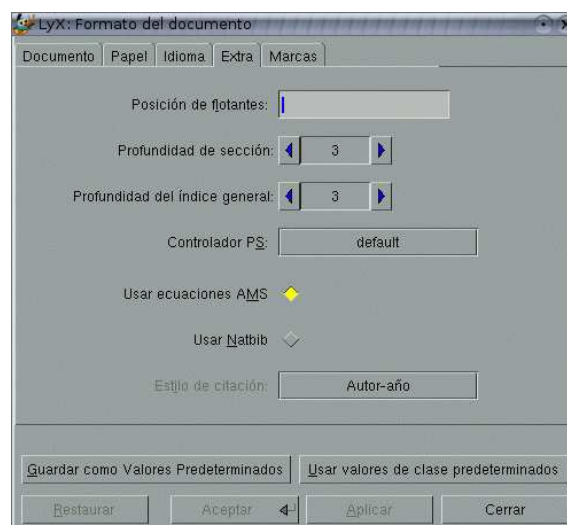 LyX: Formato del documento
Documento Papel Idioma Extra Marcas
Posición de flotantes:
Profundidad de sección: 3
Profundidad del índice general: 3
Controlador PS: default
Usar ecuaciones AMS
Usar Natbib
Estilo de citación: Autor-año
Guardar como Valores Predeterminados Usar valores de clase predeterminados
Restaurar Aceptar Aplicar Cerrar